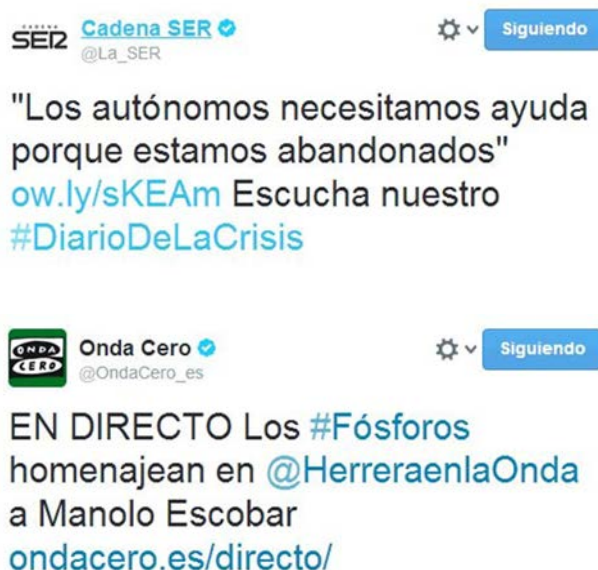 SER Cadena SER Siguiendo
@La_SER
"Los autónomos necesitamos ayuda
porque estamos abandonados"
ow.ly/sKEAm Escucha nuestro
#DiarioDeLaCrisis
ONDA CERO Onda Cero Siguiendo
@OndaCero_es
EN DIRECTO Los #Fósforos
homenajean en @HerreraenlaOnda
a Manolo Escobar
ondacero.es/directo/